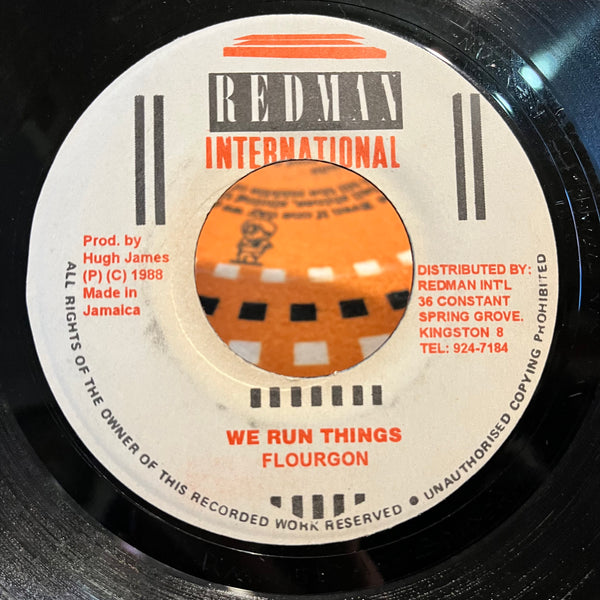 REDMAN
INTERNATIONAL
Prod. by
Hugh James
(P) (C) 1988
Made in
Jamaica
DISTRIBUTED BY:
REDMAN INT'L
36 CONSTANT
SPRING GROVE.
KINGSTON 8
TEL: 924-7184
WE RUN THINGS
FLOURGON
ALL RIGHTS OF THE OWNER OF THIS RECORDED WORK RESERVED ● UNAUTHORISED COPYING PROHIBITED